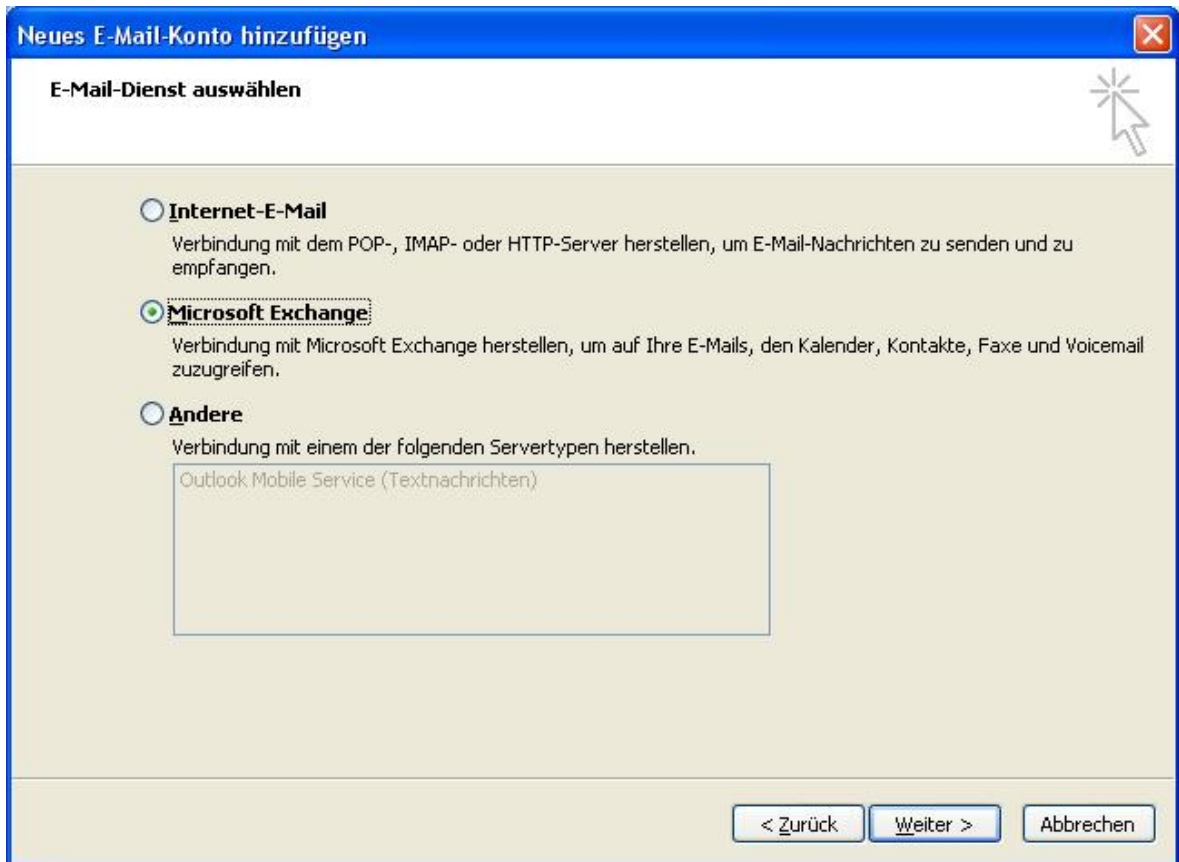 Neues E-Mail-Konto hinzufügen
E-Mail-Dienst auswählen
Internet-E-Mail
Verbindung mit dem POP-, IMAP- oder HTTP-Server herstellen, um E-Mail-Nachrichten zu senden und zu
empfangen.
Microsoft Exchange
Verbindung mit Microsoft Exchange herstellen, um auf Ihre E-Mails, den Kalender, Kontakte, Faxe und Voicemail
zuzugreifen.
Andere
Verbindung mit einem der folgenden Servertypen herstellen.
Outlook Mobile Service (Textnachrichten)
< Zurück Weiter > Abbrechen